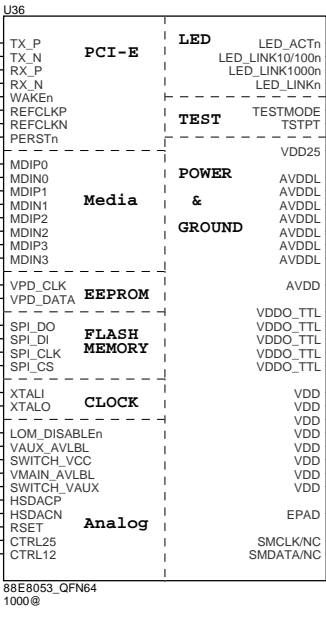 U36
TX_P
TX_N
RX_P
RX_N
WAKEn
REFCLKP
REFCLKN
PERSTn
PCI-E
MDIP0
MDIN0
MDIP1
MDIN1
MDIP2
MDIN2
MDIP3
MDIN3
Media
VPD_CLK
VPD_DATA
EEPROM
SPI_DO
SPI_DI
SPI_CLK
SPI_CS
FLASH
MEMORY
XTALI
XTALO
CLOCK
LOM_DISABLEn
VAUX_AVLBL
SWITCH_VCC
VMAIN_AVLBL
SWITCH_VAUX
HSDACP
HSDACN
RSET
CTRL25
CTRL12
Analog
LED
LED_ACTn
LED_LINK10/100n
LED_LINK1000n
LED_LINKn
TEST
TESTMODE
TSTPT
POWER
&
GROUND
VDD25
AVDDL
AVDDL
AVDDL
AVDDL
AVDDL
AVDDL
AVDDL
AVDD
VDDO_TTL
VDDO_TTL
VDDO_TTL
VDDO_TTL
VDDO_TTL
VDD
VDD
VDD
VDD
VDD
VDD
VDD
VDD
EPAD
SMCLK/NC
SMDATA/NC
88E8053_QFN64
1000@